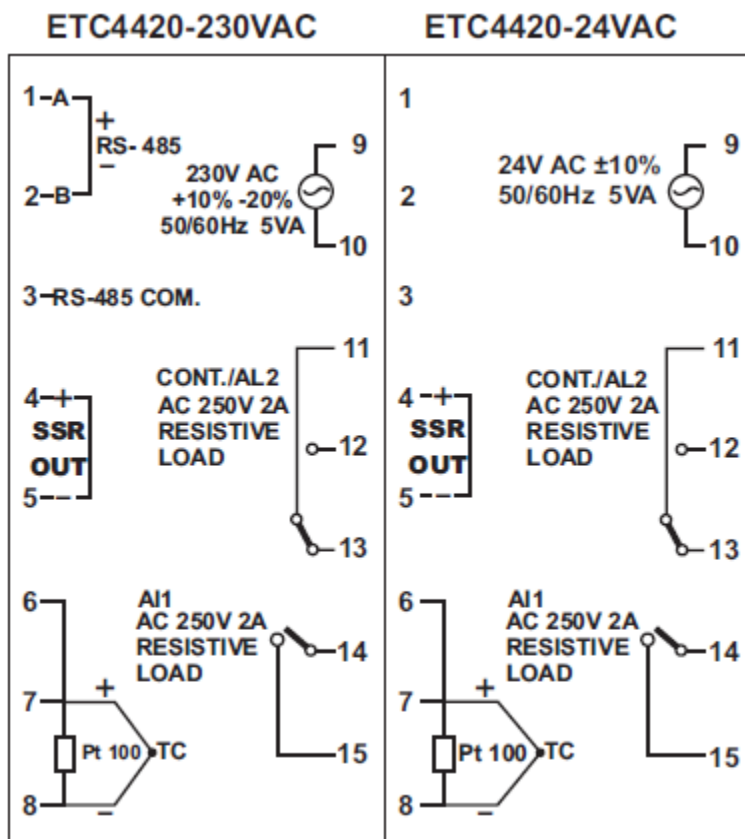 ETC4420-230VAC
1 A
+
RS- 485
−
2 B
230V AC
+10% -20%
50/60Hz 5VA
9
10
3 RS-485 COM.
4 +
SSR
OUT
5 −
CONT./AL2
AC 250V 2A
RESISTIVE
LOAD
11
12
13
6
7
+
Pt 100 TC
8
−
Al1
AC 250V 2A
RESISTIVE
LOAD
14
15
ETC4420-24VAC
1
2
24V AC ±10%
50/60Hz 5VA
9
10
3
4 +
SSR
OUT
5 −
CONT./AL2
AC 250V 2A
RESISTIVE
LOAD
11
12
13
6
7
+
Pt 100 TC
8
−
Al1
AC 250V 2A
RESISTIVE
LOAD
14
15